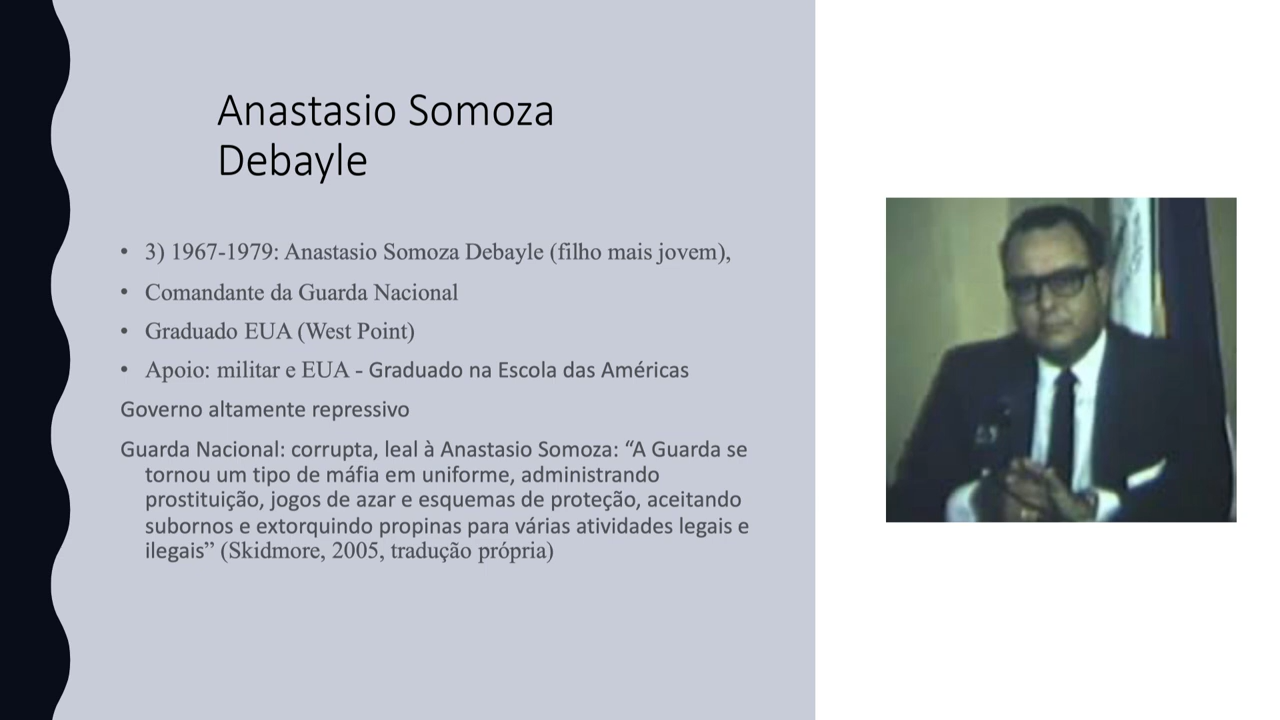 Anastasio Somoza
Debayle
• 3) 1967-1979: Anastasio Somoza Debayle (filho mais jovem),
• Comandante da Guarda Nacional
• Graduado EUA (West Point)
• Apoio: militar e EUA - Graduado na Escola das Américas
Governo altamente repressivo
Guarda Nacional: corrupta, leal à Anastasio Somoza: “A Guarda se
tornou um tipo de máfia em uniforme, administrando
prostituição, jogos de azar e esquemas de proteção, aceitando
subornos e extorquindo propinas para várias atividades legais e
ilegais” (Skidmore, 2005, tradução própria)